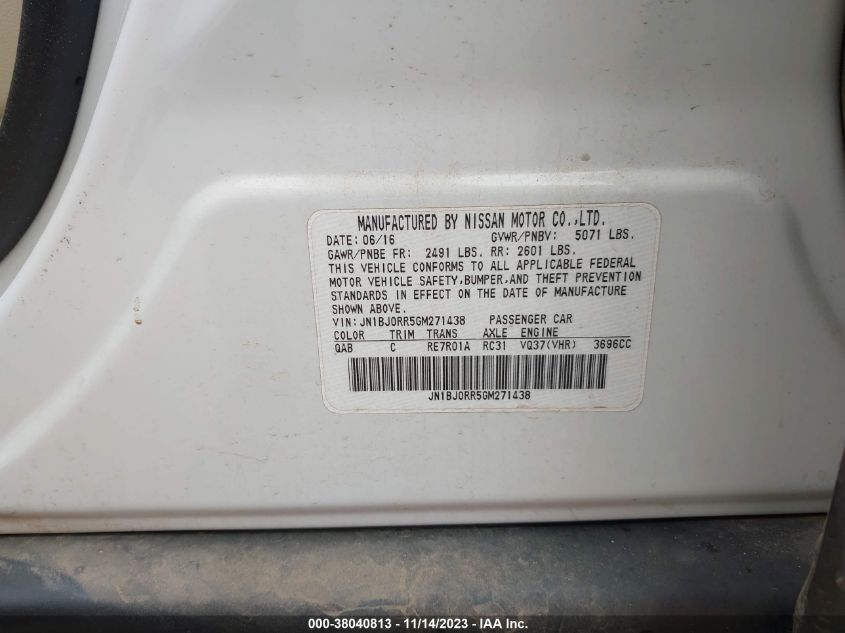 MANUFACTURED BY NISSAN MOTOR CO.,LTD.
DATE: 06/16 GVWR/PNBV: 5071 LBS.
GAWR/PNBE FR: 2491 LBS. RR: 2601 LBS.
THIS VEHICLE CONFORMS TO ALL APPLICABLE FEDERAL
MOTOR VEHICLE SAFETY,BUMPER,AND THEFT PREVENTION
STANDARDS IN EFFECT ON THE DATE OF MANUFACTURE
SHOWN ABOVE.
VIN: JN1BJ0RR5GM271438 PASSENGER CAR
COLOR TRIM TRANS AXLE ENGINE
QAB C RE7R01A RC31 VQ37(VHR) 3696CC
JN1BJ0RR5GM271438
000-38040813 - 11/14/2023 - IAA Inc.